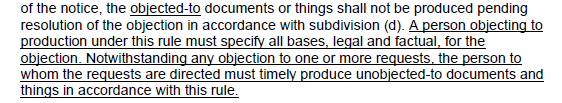 of the notice, the objected-to documents or things shall not be produced pending
resolution of the objection in accordance with subdivision (d). A person objecting to
production under this rule must specify all bases, legal and factual, for the
objection. Notwithstanding any objection to one or more requests, the person to
whom the requests are directed must timely produce unobjected-to documents and
things in accordance with this rule.